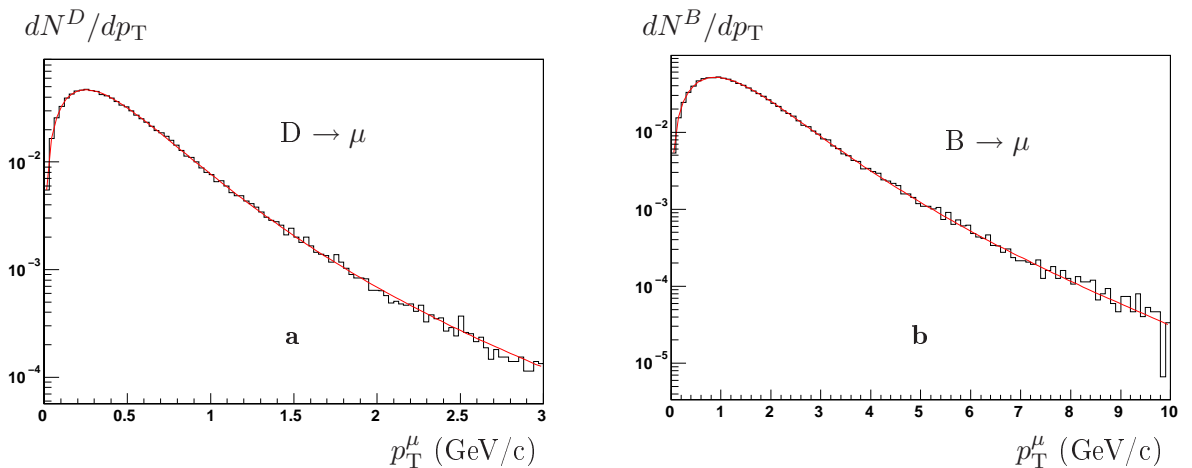 dN^D/dp_T
10^-2
10^-3
10^-4
D → μ
a
0 0.5 1 1.5 2 2.5 3
p_T^μ (GeV/c)
dN^B/dp_T
10^-2
10^-3
10^-4
10^-5
B → μ
b
0 1 2 3 4 5 6 7 8 9 10
p_T^μ (GeV/c)